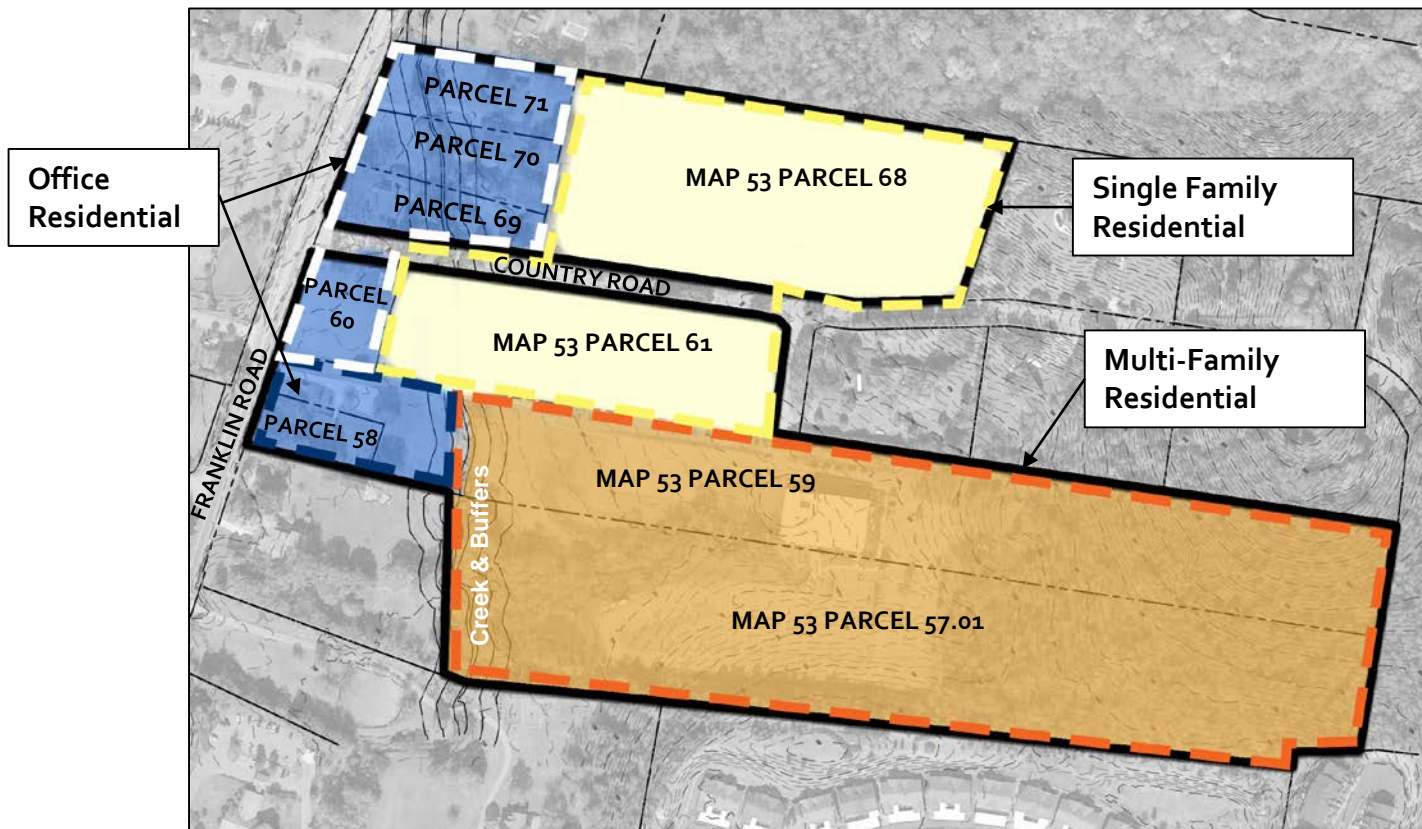 PARCEL 71
PARCEL 70
PARCEL 69
MAP 53 PARCEL 68
Office
Residential
Single Family
Residential
COUNTRY ROAD
PARCEL
60
MAP 53 PARCEL 61
Multi-Family
Residential
PARCEL 58
FRANKLIN ROAD
MAP 53 PARCEL 59
Creek & Buffers
MAP 53 PARCEL 57.01